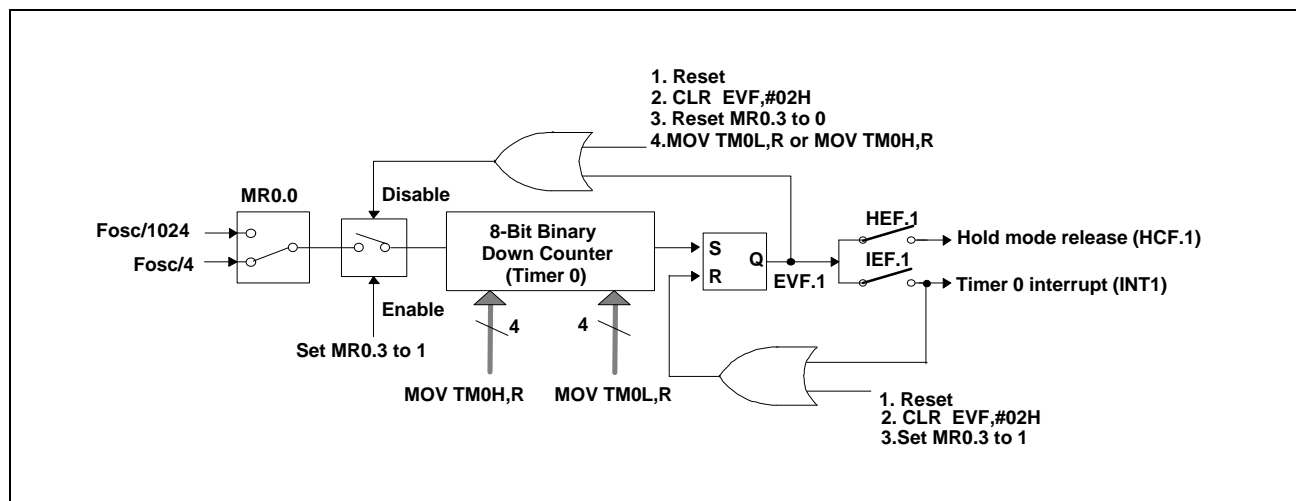 1. Reset
2. CLR EVF,#02H
3. Reset MR0.3 to 0
4.MOV TM0L,R or MOV TM0H,R
MR0.0
Disable
Fosc/1024
Fosc/4
8-Bit Binary
Down Counter
(Timer 0)
S
R
Q
EVF.1
HEF.1
Hold mode release (HCF.1)
IEF.1
Timer 0 interrupt (INT1)
Enable
Set MR0.3 to 1
4
4
MOV TM0H,R
MOV TM0L,R
1. Reset
2. CLR EVF,#02H
3.Set MR0.3 to 1